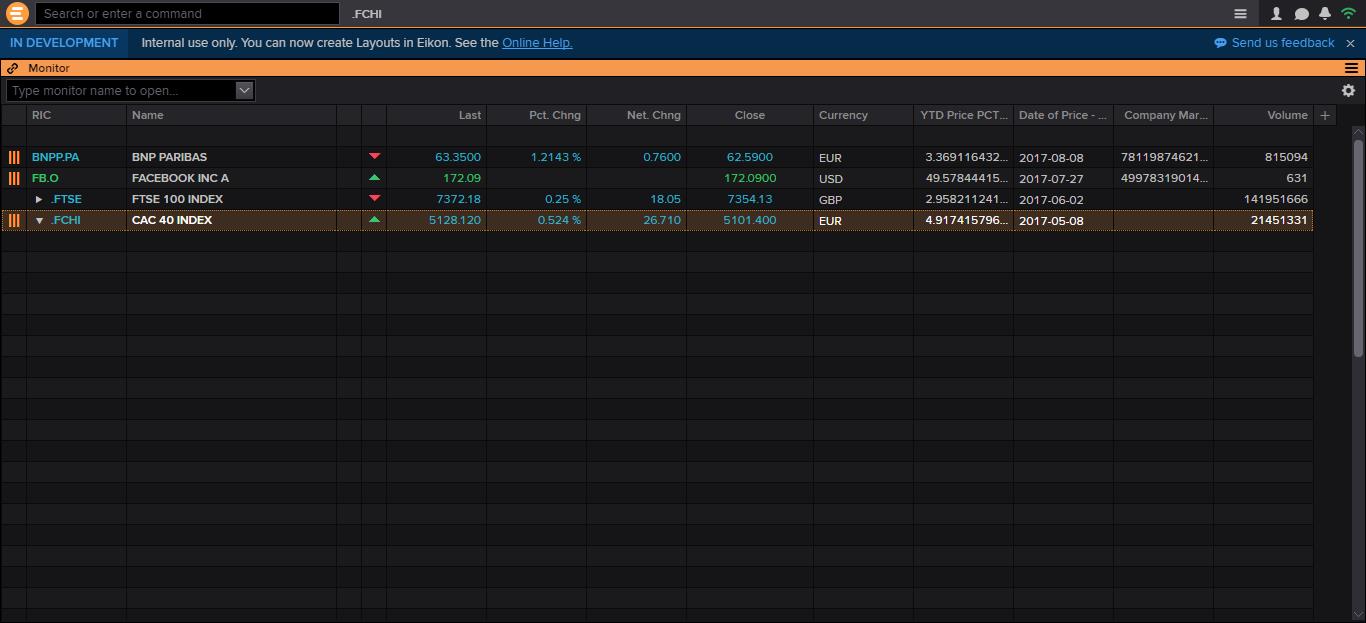 Search or enter a command .FCHI
IN DEVELOPMENT Internal use only. You can now create Layouts in Eikon. See the Online Help. Send us feedback
Monitor
Type monitor name to open...
RIC Name Last Pct. Chng Net. Chng Close Currency YTD Price PCT... Date of Price - ... Company Mar... Volume +
BNPP.PA BNP PARIBAS 63.3500 1.2143 % 0.7600 62.5900 EUR 3.369116432... 2017-08-08 78119874621... 815094
FB.O FACEBOOK INC A 172.09 172.0900 USD 49.57844415... 2017-07-27 49978319014... 631
.FTSE FTSE 100 INDEX 7372.18 0.25 % 18.05 7354.13 GBP 2.958211241... 2017-06-02 141951666
.FCHI CAC 40 INDEX 5128.120 0.524 % 26.710 5101.400 EUR 4.917415796... 2017-05-08 21451331